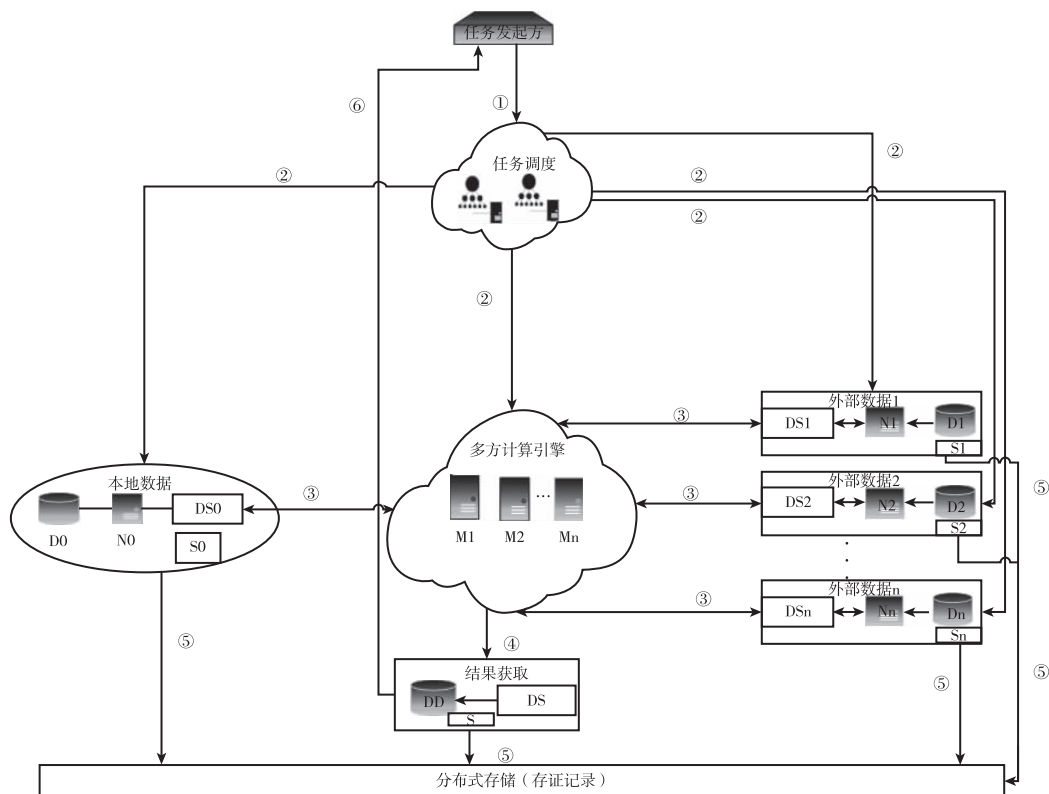 任务发起方
⑥
①
任务调度
②
②
②
②
②
外部数据1
DS1
N1
D1
S1
③
多方计算引擎
M1
M2
...
Mn
本地数据
D0
N0
DS0
S0
③
③
外部数据2
DS2
N2
D2
S2
⑤
③
外部数据n
DSn
Nn
Dn
Sn
⑤
④
结果获取
DD
DS
S
⑤
⑤
⑤
分布式存储（存证记录）